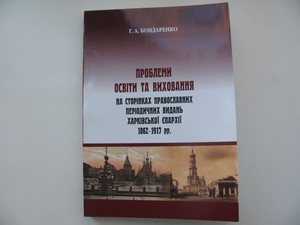 Г. А. БОНДАРЕНКО
ПРОБЛЕМИ
ОСВІТИ ТА ВИХОВАННЯ
НА СТОРІНКАХ ПРАВОСЛАВНИХ
ПЕРІОДИЧНИХ ВИДАНЬ
ХАРКІВСЬКОЇ ЄПАРХІЇ
1862-1917 рр.